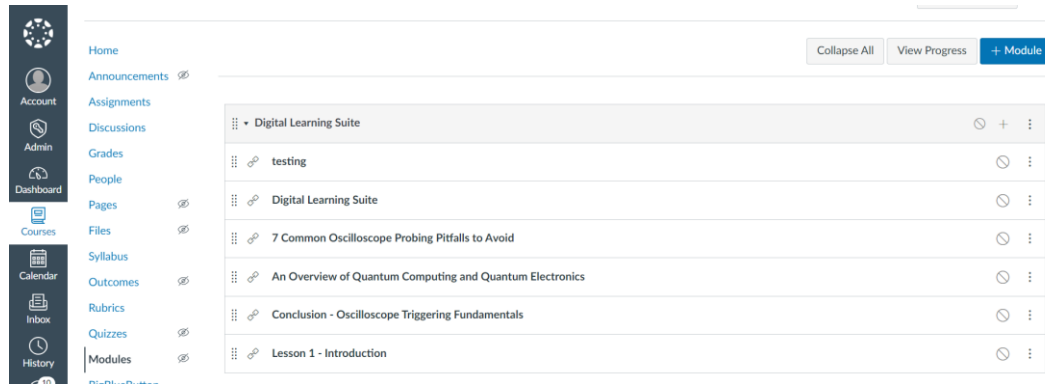 Collapse All View Progress + Module
Home
Announcements
Account
Assignments
Discussions
Admin
Grades
People
Dashboard
Pages
Courses
Files
Syllabus
Calendar
Outcomes
Rubrics
Inbox
Quizzes
History
Modules
10
BigBlueButton
Digital Learning Suite
testing
Digital Learning Suite
7 Common Oscilloscope Probing Pitfalls to Avoid
An Overview of Quantum Computing and Quantum Electronics
Conclusion - Oscilloscope Triggering Fundamentals
Lesson 1 - Introduction